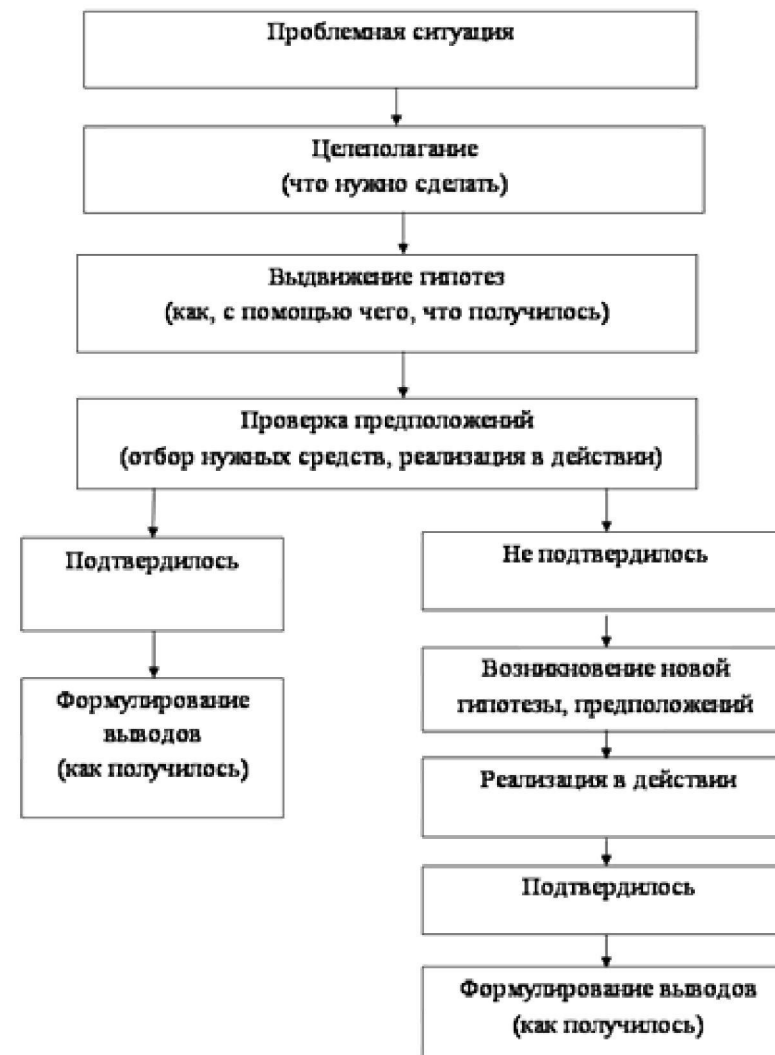 Проблемная ситуация
Целеполагание
(что нужно сделать)
Выдвижение гипотез
(как, с помощью чего, что получилось)
Проверка предположений
(отбор нужных средств, реализация в действии)
Подтвердилось
Формулирование
выводов
(как получилось)
Не подтвердилось
Возникновение новой
гипотезы, предположений
Реализация в действии
Подтвердилось
Формулирование выводов
(как получилось)